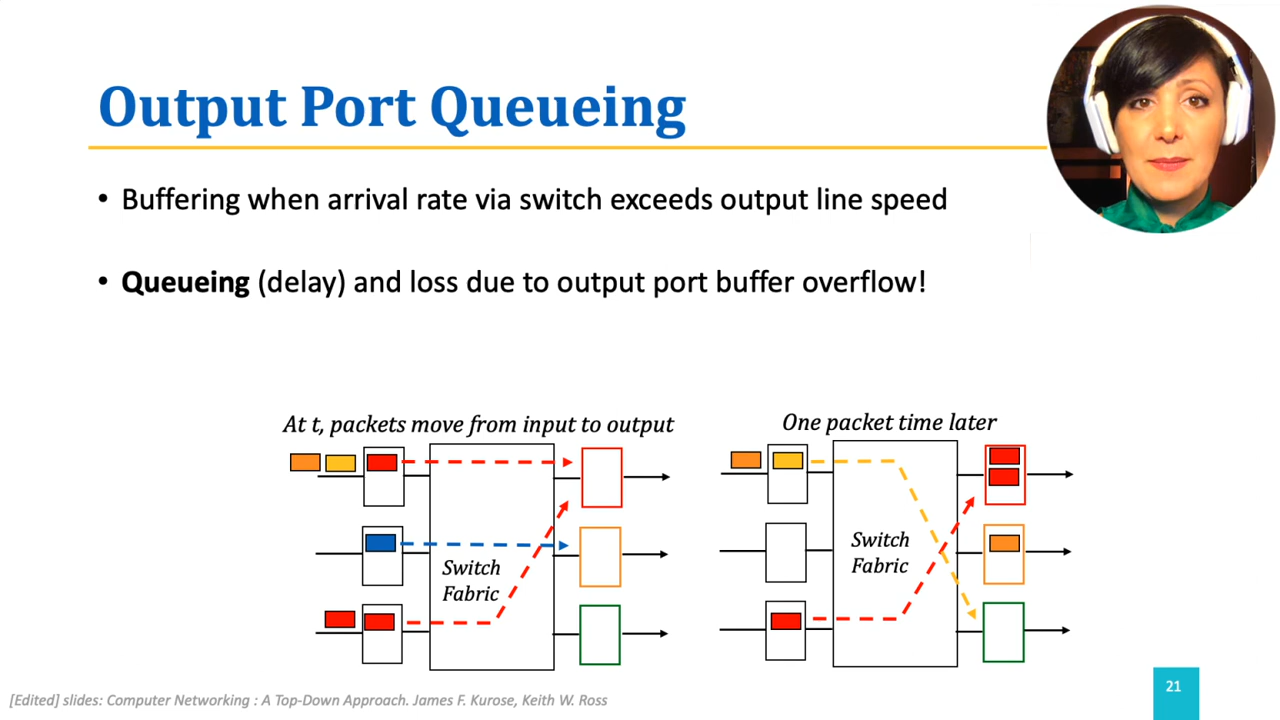 Output Port Queueing
• Buffering when arrival rate via switch exceeds output line speed
• Queueing (delay) and loss due to output port buffer overflow!
At t, packets move from input to output
One packet time later
Switch
Fabric
Switch
Fabric
[Edited] slides: Computer Networking : A Top-Down Approach. James F. Kurose, Keith W. Ross
21